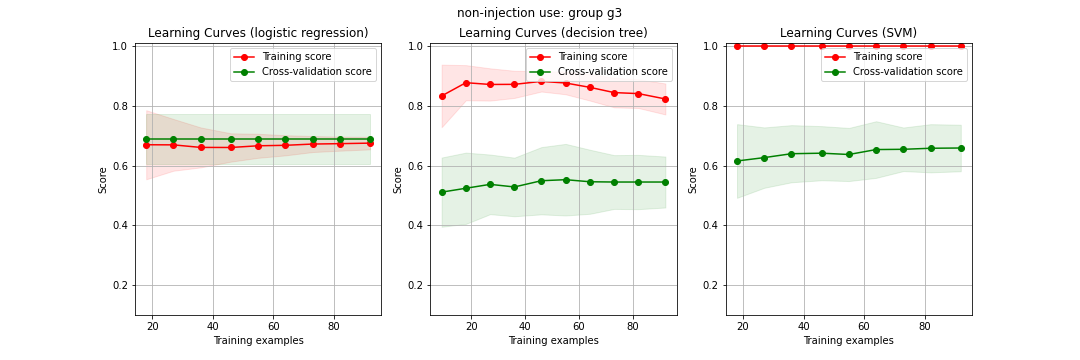 non-injection use: group g3
Learning Curves (logistic regression)
Training score
Cross-validation score
1.0
0.8
0.6
0.4
0.2
Score
20
40
60
80
Training examples
Learning Curves (decision tree)
Training score
Cross-validation score
1.0
0.8
0.6
0.4
0.2
Score
20
40
60
80
Training examples
Learning Curves (SVM)
Training score
Cross-validation score
1.0
0.8
0.6
0.4
0.2
Score
20
40
60
80
Training examples